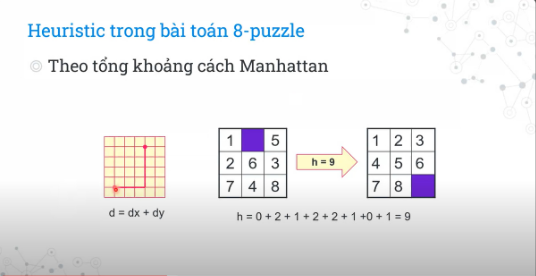 Heuristic trong bài toán 8-puzzle
Theo tổng khoảng cách Manhattan
d = dx + dy
1 5
2 6 3
7 4 8
h = 9
1 2 3
4 5 6
7 8
h = 0 + 2 + 1 + 2 + 2 + 1 +0 + 1 = 9